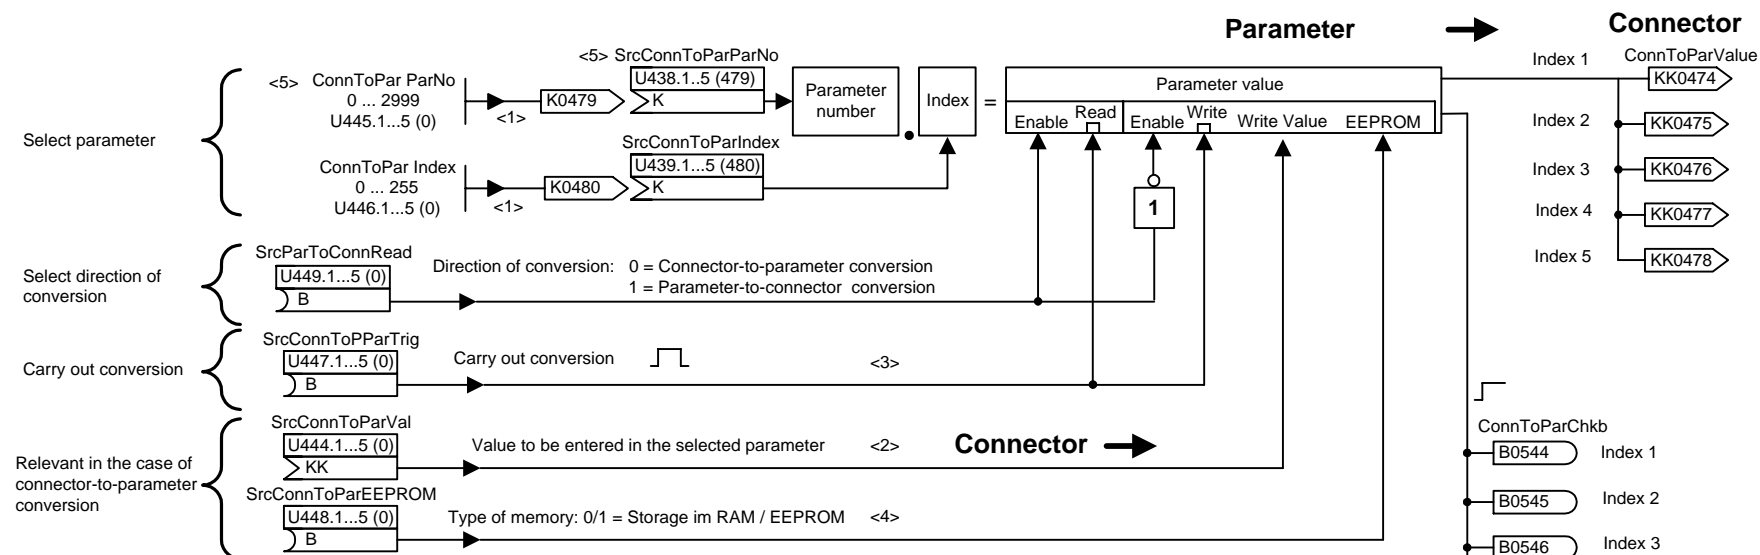 Parameter
Connector
<5> SrcConnToParParNo
Index 1
ConnToParValue
<5>
ConnToPar ParNo
0 ... 2999
U445.1...5 (0)
<1>
K0479
U438.1..5 (479)
K
Parameter
number
.
Index
=
Parameter value
Enable
Read
Enable
Write
Write Value
EEPROM
KK0474
Index 2
KK0475
Index 3
KK0476
Index 4
KK0477
Index 5
KK0478
Select parameter
ConnToPar Index
0 ... 255
U446.1...5 (0)
<1>
K0480
SrcConnToParIndex
U439.1...5 (480)
K
1
Select direction of
conversion
SrcParToConnRead
U449.1...5 (0)
B
Direction of conversion: 0 = Connector-to-parameter conversion
1 = Parameter-to-connector conversion
Carry out conversion
SrcConnToPParTrig
U447.1...5 (0)
B
Carry out conversion
<3>
Relevant in the case of
connector-to-parameter
conversion
SrcConnToParVal
U444.1...5 (0)
KK
Value to be entered in the selected parameter
<2>
Connector
SrcConnToParEEPROM
U448.1...5 (0)
B
Type of memory: 0/1 = Storage im RAM / EEPROM
<4>
ConnToParChkb
B0544
Index 1
B0545
Index 2
B0546
Index 3